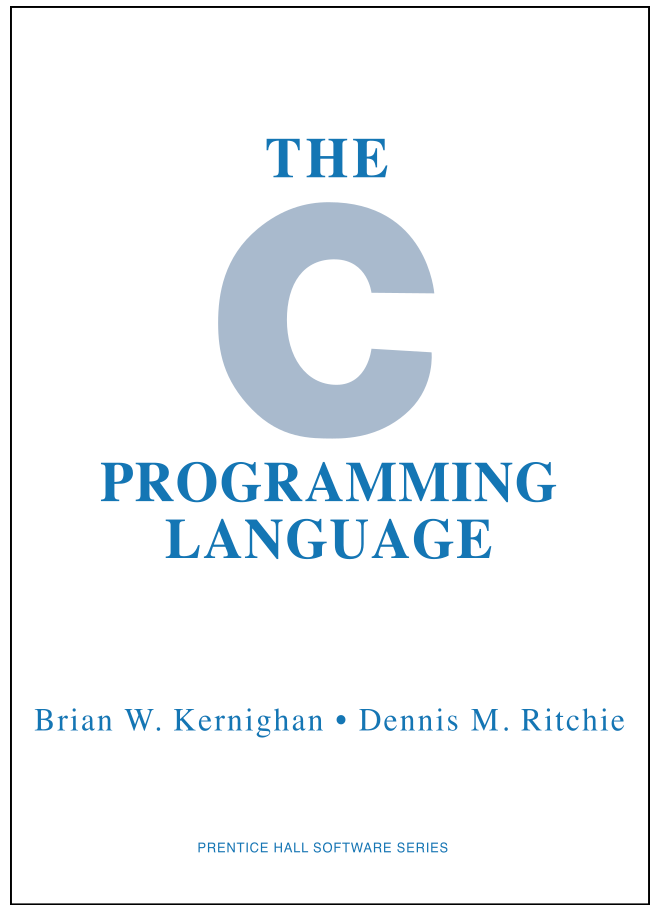 THE
C
PROGRAMMING
LANGUAGE
Brian W. Kernighan • Dennis M. Ritchie
PRENTICE HALL SOFTWARE SERIES